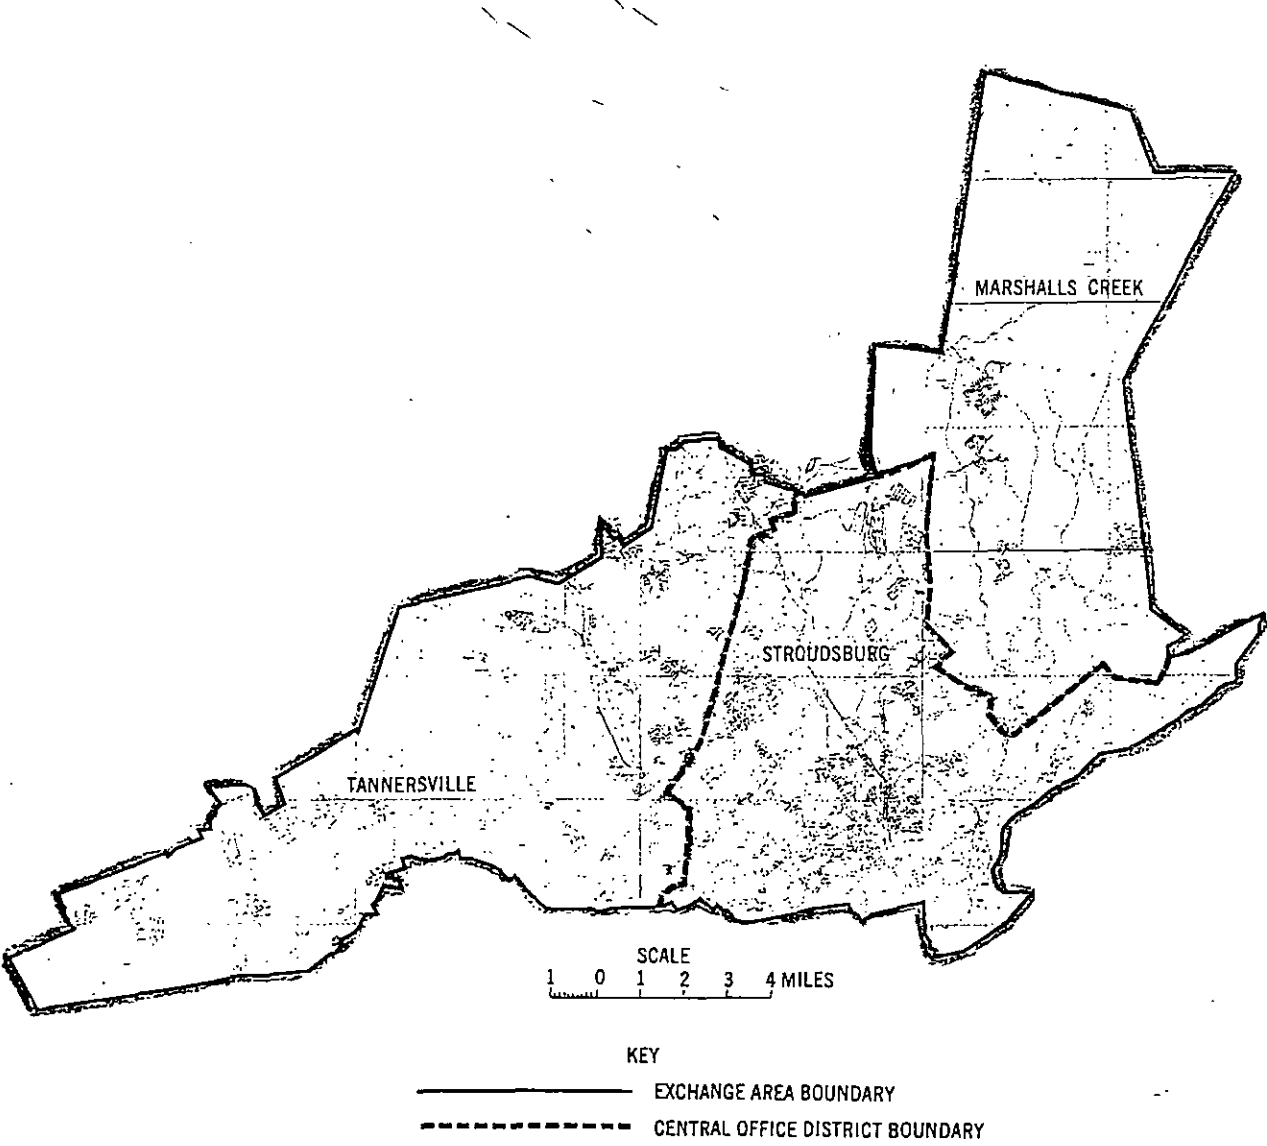 MARSHALLS CREEK
STROUDSBURG
TANNERSVILLE
SCALE
1 0 1 2 3 4 MILES
KEY
EXCHANGE AREA BOUNDARY
CENTRAL OFFICE DISTRICT BOUNDARY